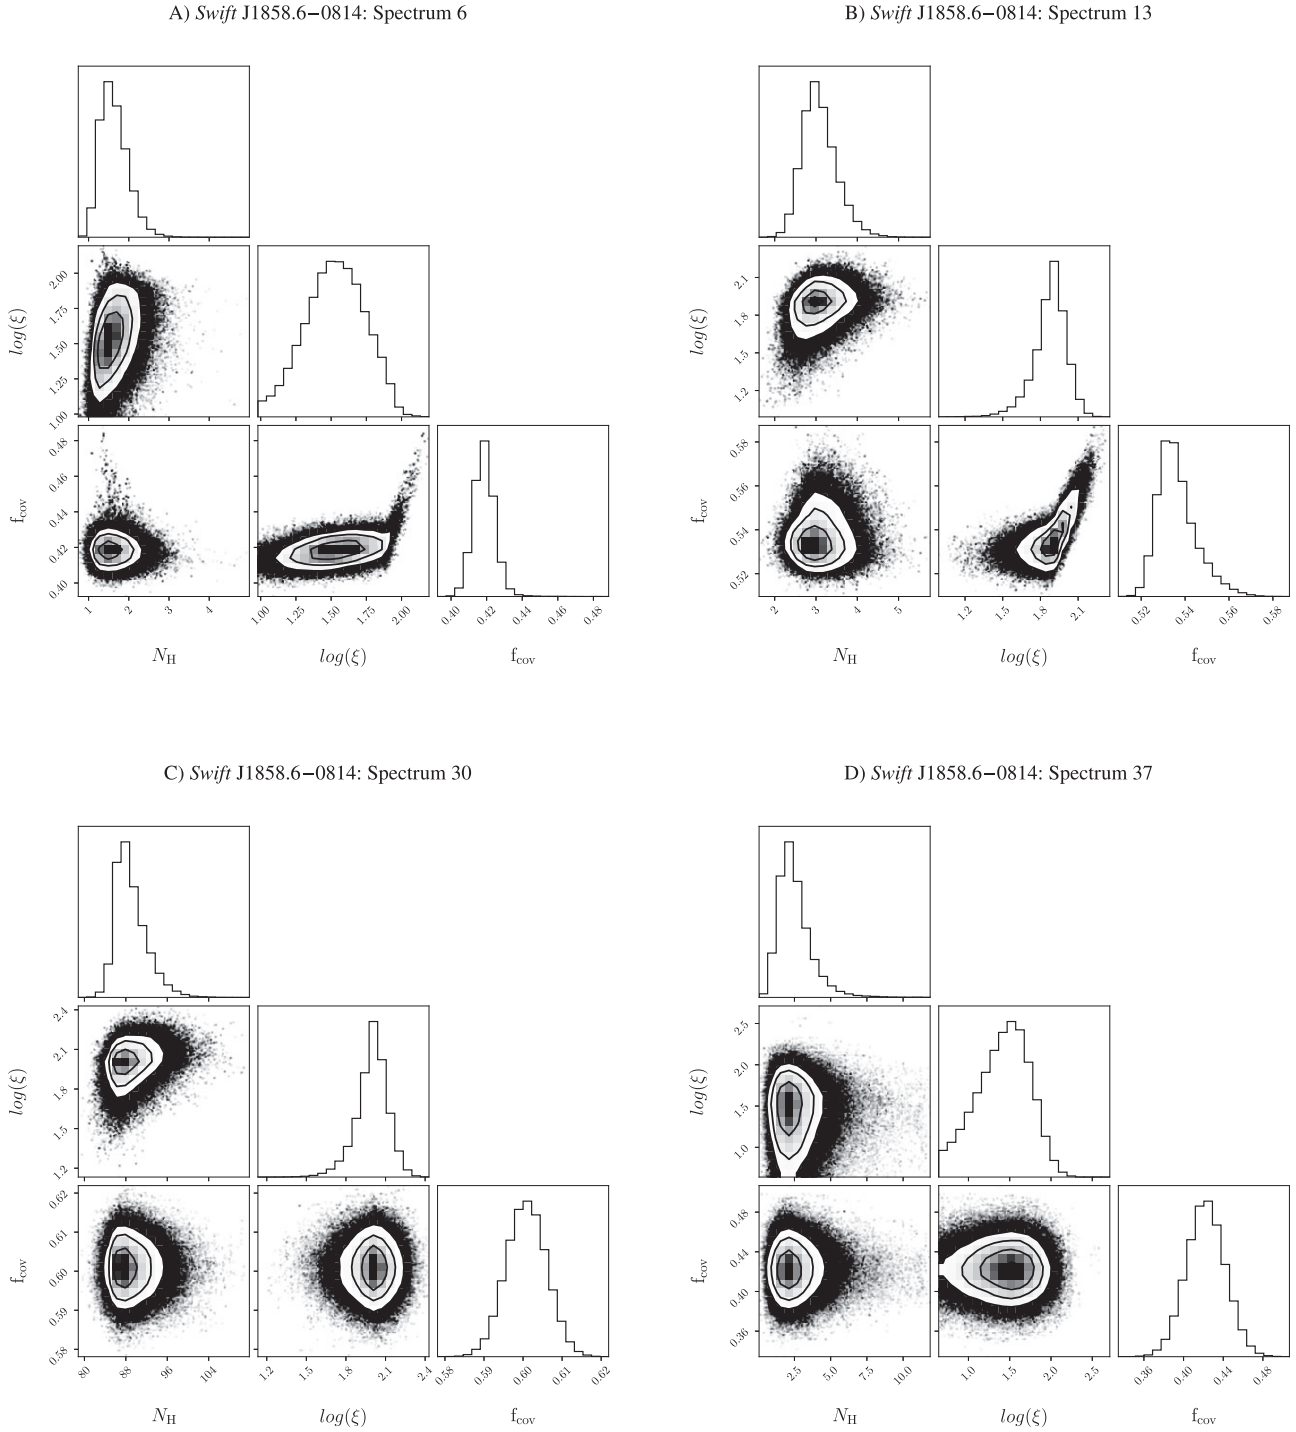 A) Swift J1858.6−0814: Spectrum 6
log(ξ)
2.00
1.75
1.50
1.25
1.00
f_cov
0.48
0.46
0.44
0.42
0.40
1 2 3 4
1.00 1.25 1.50 1.75 2.00
0.40 0.42 0.44 0.46 0.48
N_H log(ξ) f_cov
B) Swift J1858.6−0814: Spectrum 13
log(ξ)
2.1
1.8
1.5
1.2
f_cov
0.58
0.56
0.54
0.52
2 3 4 5
1.2 1.5 1.8 2.1
0.52 0.54 0.56 0.58
N_H log(ξ) f_cov
C) Swift J1858.6−0814: Spectrum 30
log(ξ)
2.4
2.1
1.8
1.5
1.2
f_cov
0.62
0.61
0.60
0.59
0.58
80 88 96 104
1.2 1.5 1.8 2.1 2.4
0.58 0.59 0.60 0.61 0.62
N_H log(ξ) f_cov
D) Swift J1858.6−0814: Spectrum 37
log(ξ)
2.5
2.0
1.5
1.0
f_cov
0.48
0.44
0.40
0.36
2.5 5.0 7.5 10.0
1.0 1.5 2.0 2.5
0.36 0.40 0.44 0.48
N_H log(ξ) f_cov